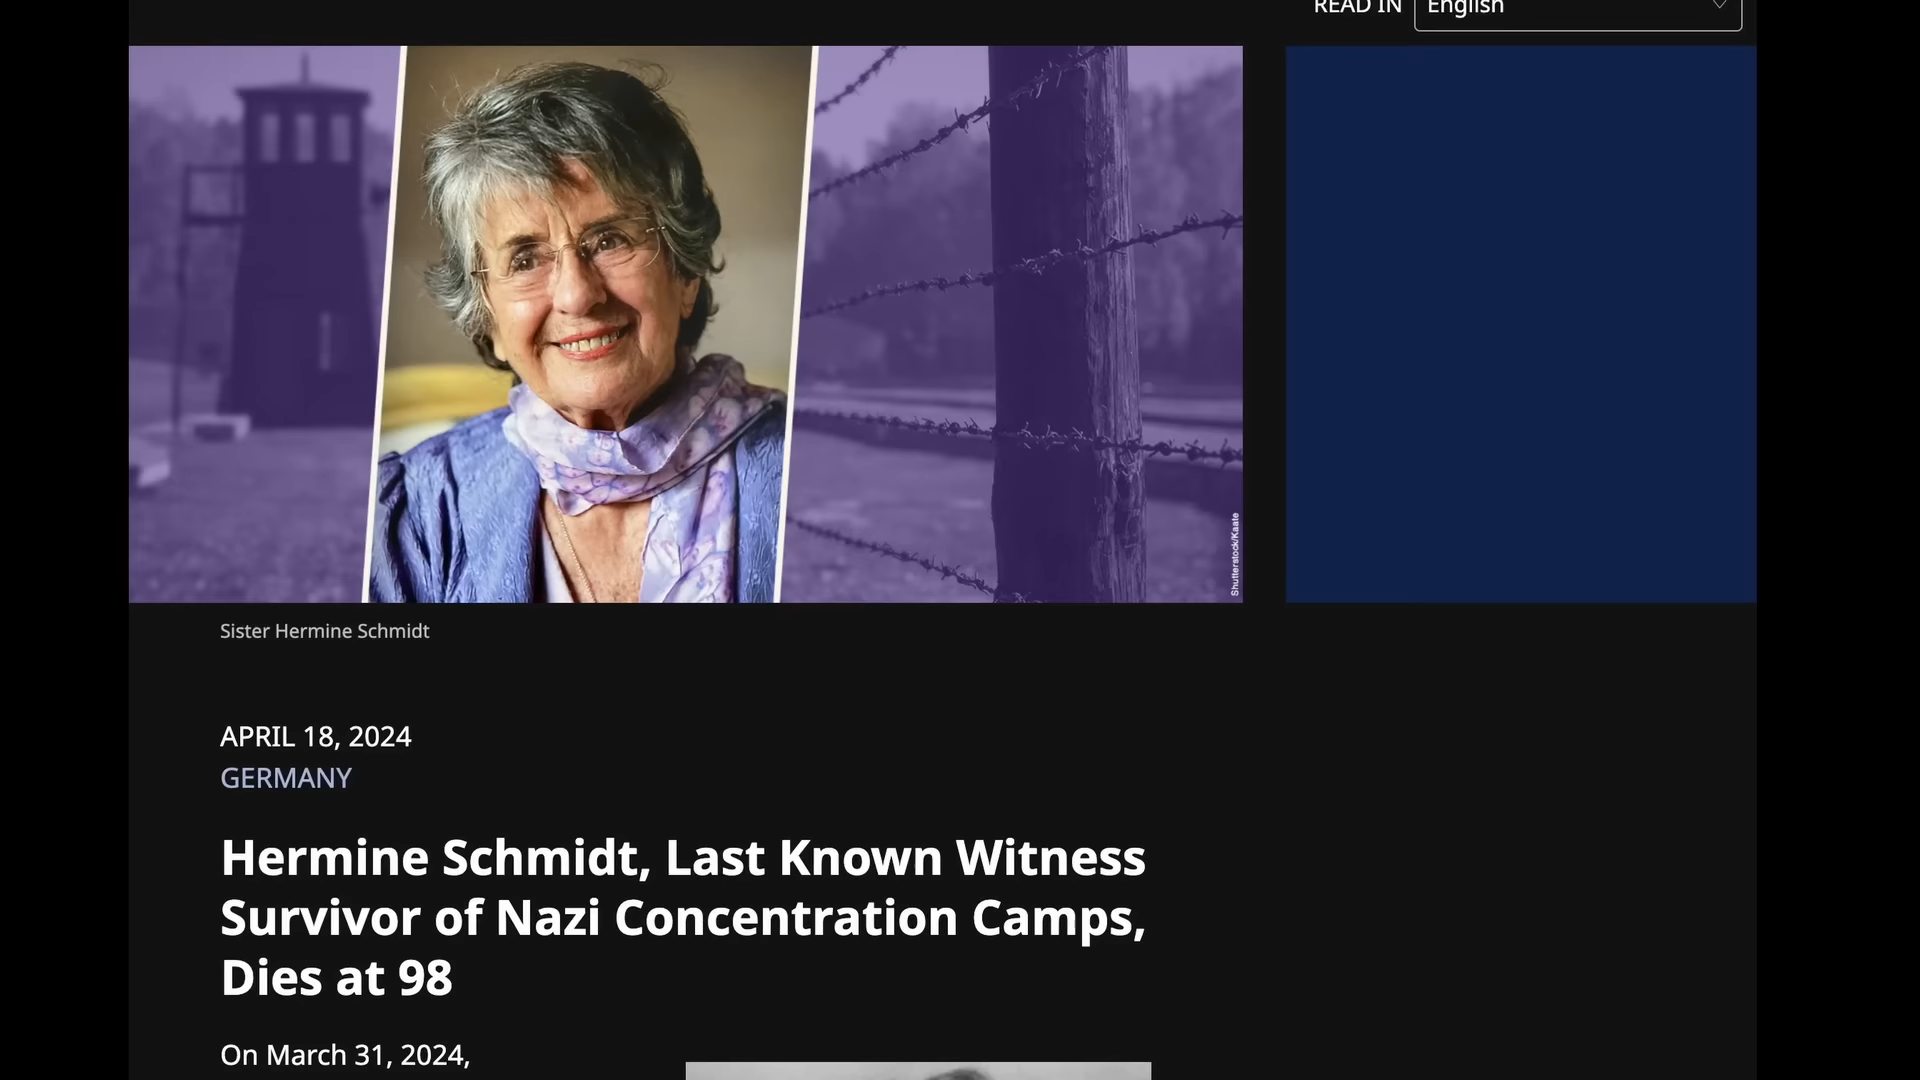 READ IN
English
Shutterstock/Kaate
Sister Hermine Schmidt
APRIL 18, 2024
GERMANY
Hermine Schmidt, Last Known Witness
Survivor of Nazi Concentration Camps,
Dies at 98
On March 31, 2024,